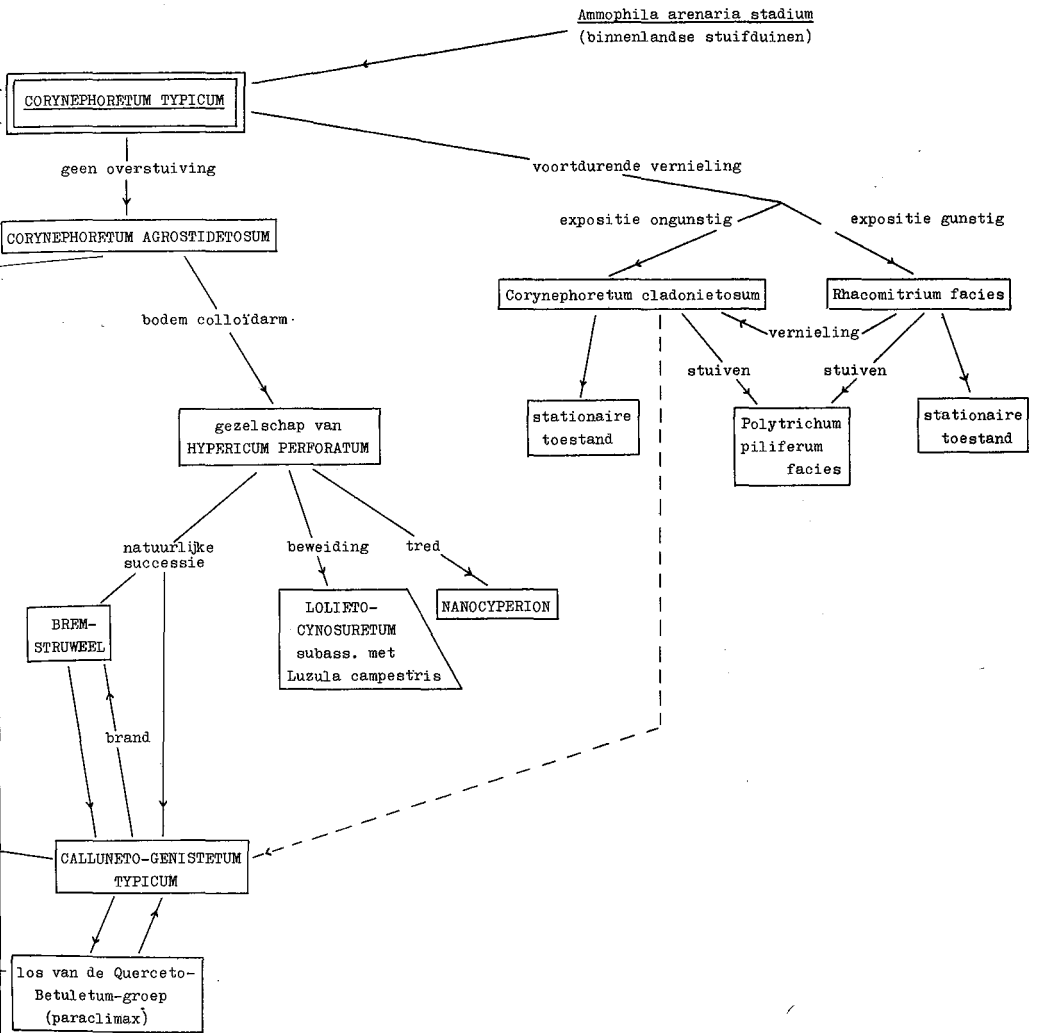 Ammophila arenaria stadium
(binnenlandse stuifduinen)
CORYNEPHORETUM TYPICUM
geen overstuiving
voortdurende vernieling
CORYNEPHORETUM AGROSTIDETOSUM
expositie ongunstig
expositie gunstig
Corynephoretum cladonietosum
Rhacomitrium facies
bodem colloïdarm
vernieling
stuiven
stuiven
stationaire
toestand
Polytrichum
piliferum
facies
stationaire
toestand
gezelschap van
HYPERICUM PERFORATUM
natuurlijke
successie
beweiding
tred
BREM-
STRUWEEL
LOLIETO-
CYNOSURETUM
subass. met
Luzula campestris
NANOCYPERION
brand
CALLUNETO-GENISTETUM
TYPICUM
los van de Querceto-
Betuletum-groep
(paraclimax)